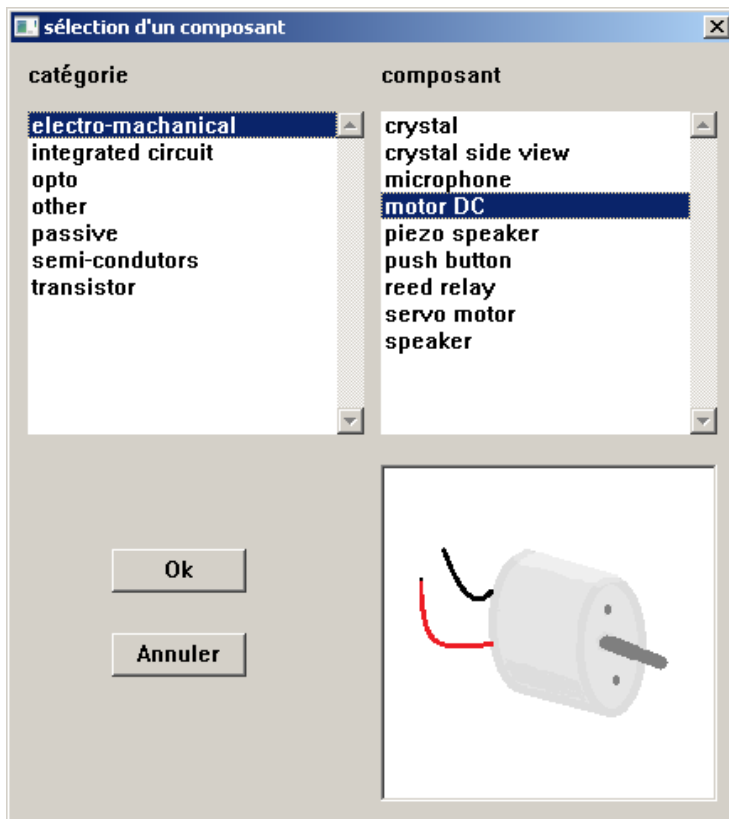 sélection d'un composant
catégorie
electro-machanical
integrated circuit
opto
other
passive
semi-condutors
transistor
composant
crystal
crystal side view
microphone
motor DC
piezo speaker
push button
reed relay
servo motor
speaker
Ok
Annuler